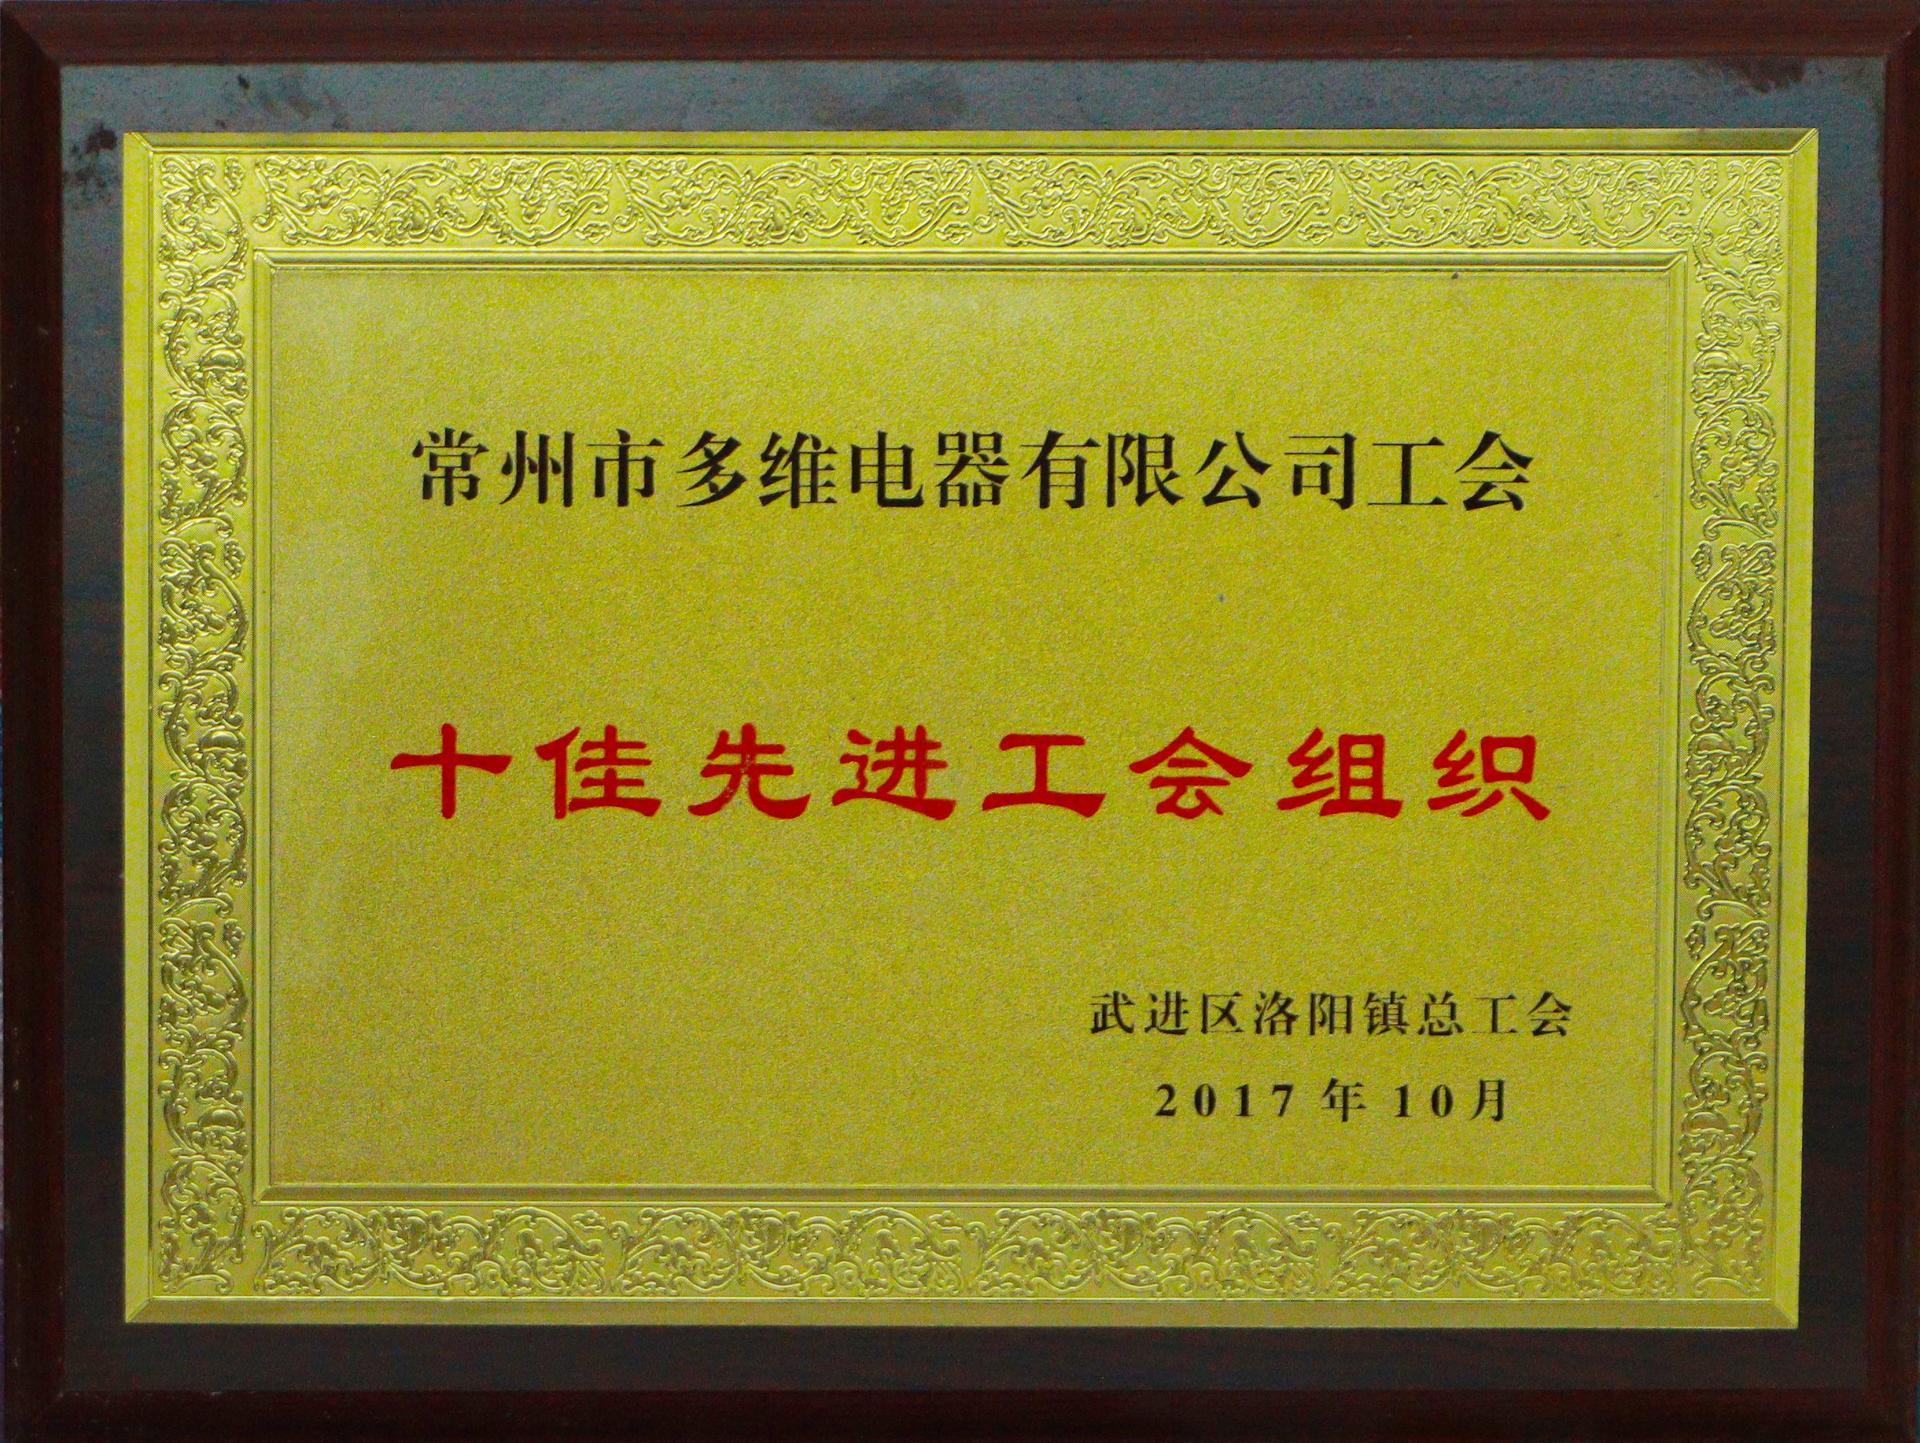 常州市多维电器有限公司工会
十佳先进工会组织
武进区洛阳镇总工会
2017年10月